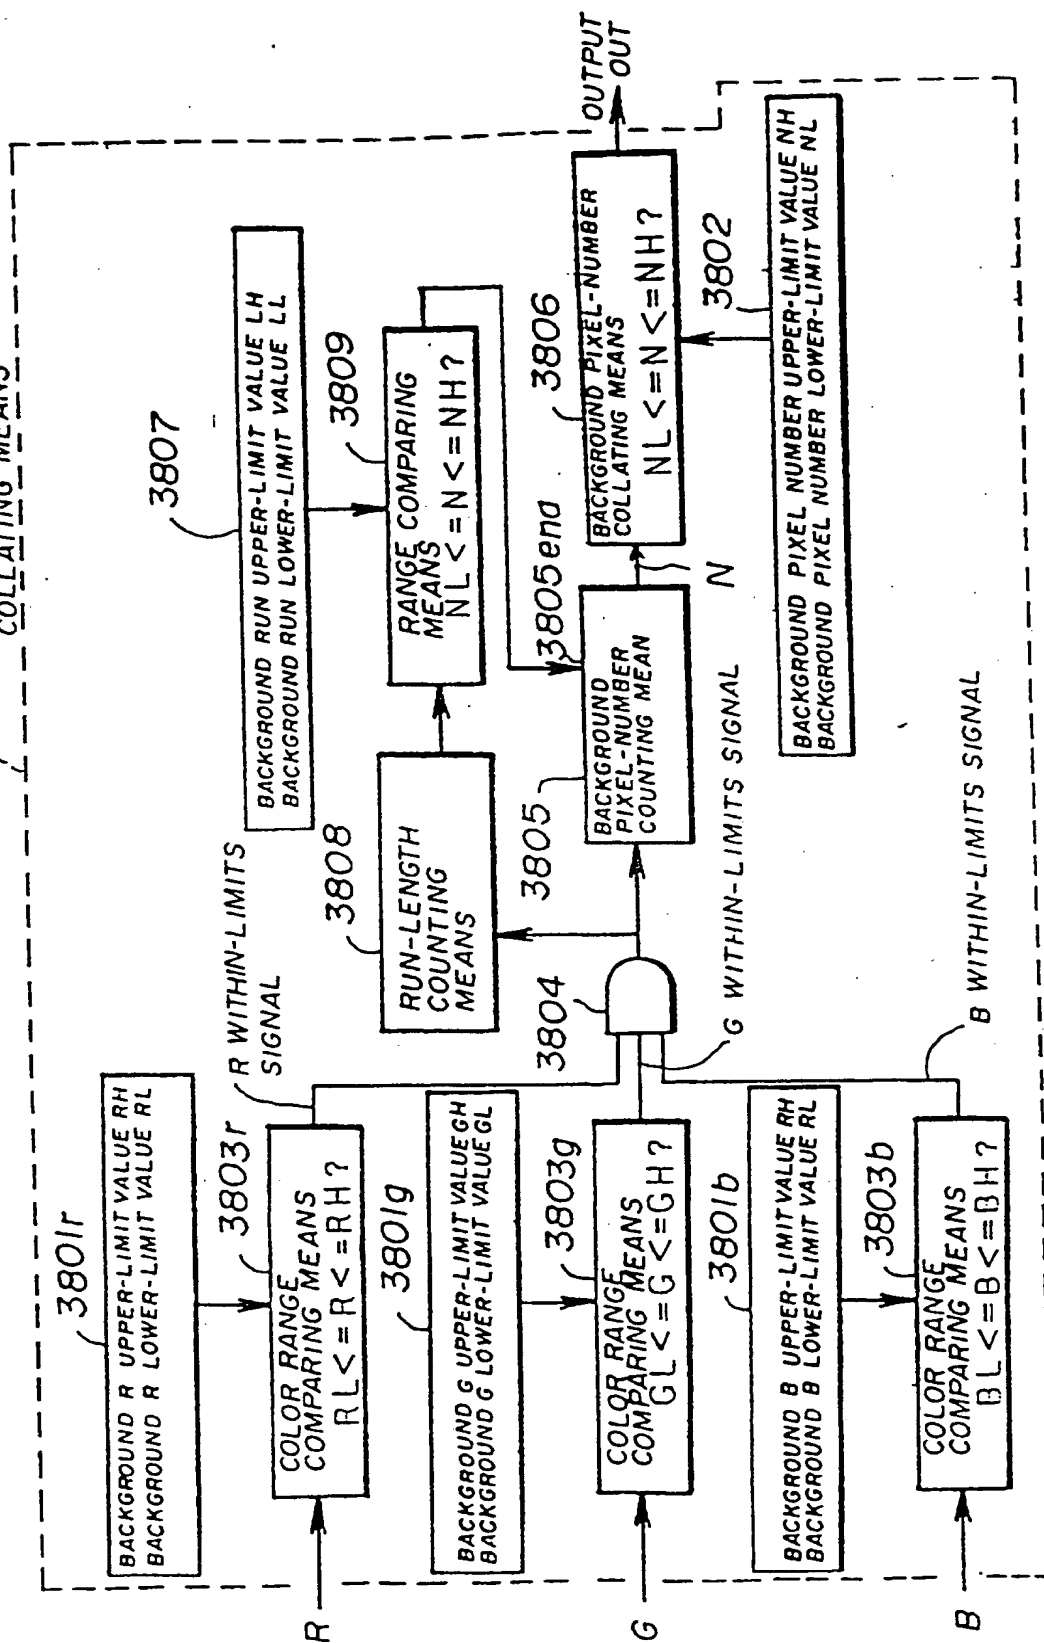 COLLATING MEANS
3801r
BACKGROUND R UPPER-LIMIT VALUE RH
BACKGROUND R LOWER-LIMIT VALUE RL
3803r
COLOR RANGE
COMPARING MEANS
RL<=R<=RH?
R
R WITHIN-LIMITS
SIGNAL
3801g
BACKGROUND G UPPER-LIMIT VALUE GH
BACKGROUND G LOWER-LIMIT VALUE GL
3803g
COLOR RANGE
COMPARING MEANS
GL<=G<=GH?
G
G WITHIN-LIMITS SIGNAL
3801b
BACKGROUND B UPPER-LIMIT VALUE RH
BACKGROUND B LOWER-LIMIT VALUE RL
3803b
COLOR RANGE
COMPARING MEANS
BL<=B<=BH?
B
B WITHIN-LIMITS SIGNAL
3804
3808
RUN-LENGTH
COUNTING
MEANS
3807
BACKGROUND RUN UPPER-LIMIT VALUE LH
BACKGROUND RUN LOWER-LIMIT VALUE LL
3809
RANGE COMPARING
MEANS
NL<=N<=NH?
3805
3805ena
BACKGROUND
PIXEL-NUMBER
COUNTING MEAN
N
3806
BACKGROUND PIXEL-NUMBER
COLLATING MEANS
NL<=N<=NH?
3802
BACKGROUND PIXEL NUMBER UPPER-LIMIT VALUE NH
BACKGROUND PIXEL NUMBER LOWER-LIMIT VALUE NL
OUTPUT
OUT